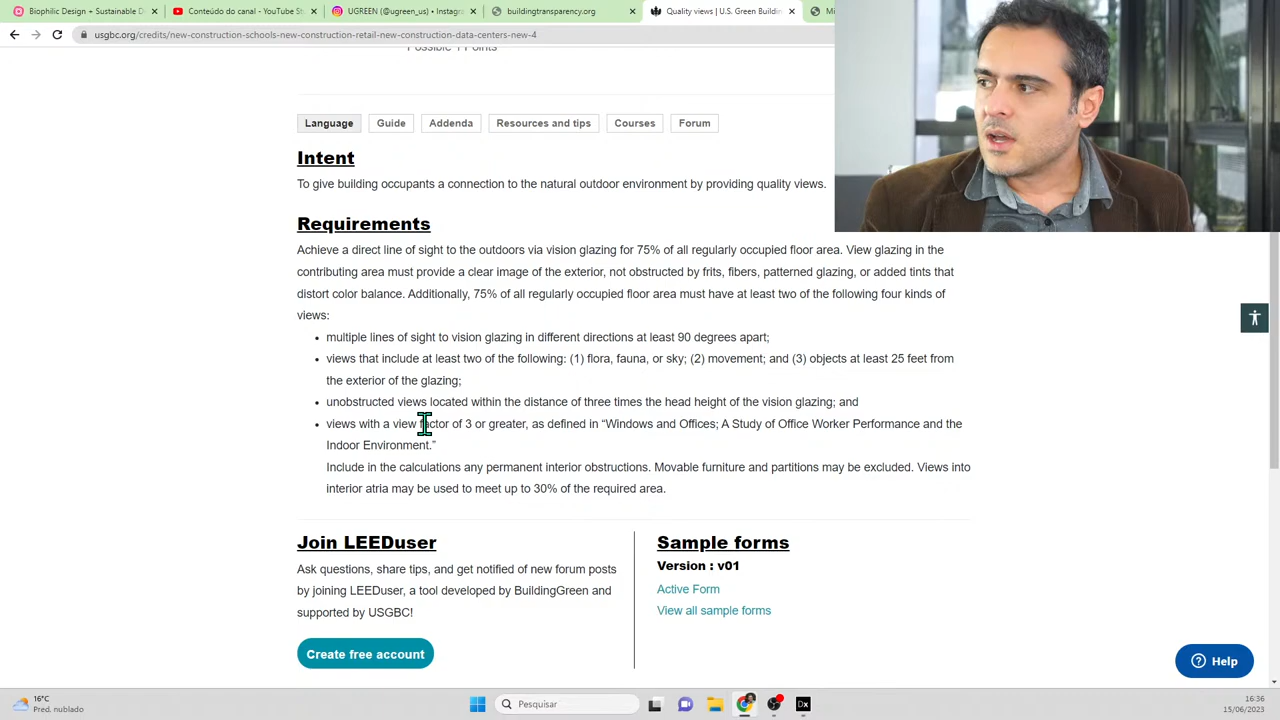 Biophilic Design + Sustainable D
Conteúdo do canal - YouTube St
UGREEN (@ugreen_us) • Instagra
buildingtransparency.org
Quality views | U.S. Green Buildin
usgbc.org/credits/new-construction-schools-new-construction-retail-new-construction-data-centers-new-4
Possible 1 Points
Language
Guide
Addenda
Resources and tips
Courses
Forum
Intent
To give building occupants a connection to the natural outdoor environment by providing quality views.
Requirements
Achieve a direct line of sight to the outdoors via vision glazing for 75% of all regularly occupied floor area. View glazing in the
contributing area must provide a clear image of the exterior, not obstructed by frits, fibers, patterned glazing, or added tints that
distort color balance. Additionally, 75% of all regularly occupied floor area must have at least two of the following four kinds of
views:
multiple lines of sight to vision glazing in different directions at least 90 degrees apart;
views that include at least two of the following: (1) flora, fauna, or sky; (2) movement; and (3) objects at least 25 feet from
the exterior of the glazing;
unobstructed views located within the distance of three times the head height of the vision glazing; and
views with a view factor of 3 or greater, as defined in “Windows and Offices; A Study of Office Worker Performance and the
Indoor Environment.”
Include in the calculations any permanent interior obstructions. Movable furniture and partitions may be excluded. Views into
interior atria may be used to meet up to 30% of the required area.
Join LEEDuser
Ask questions, share tips, and get notified of new forum posts
by joining LEEDuser, a tool developed by BuildingGreen and
supported by USGBC!
Create free account
Sample forms
Version : v01
Active Form
View all sample forms
Help
16°C
Pred. nublado
Pesquisar
Dx
16:36
15/06/2023